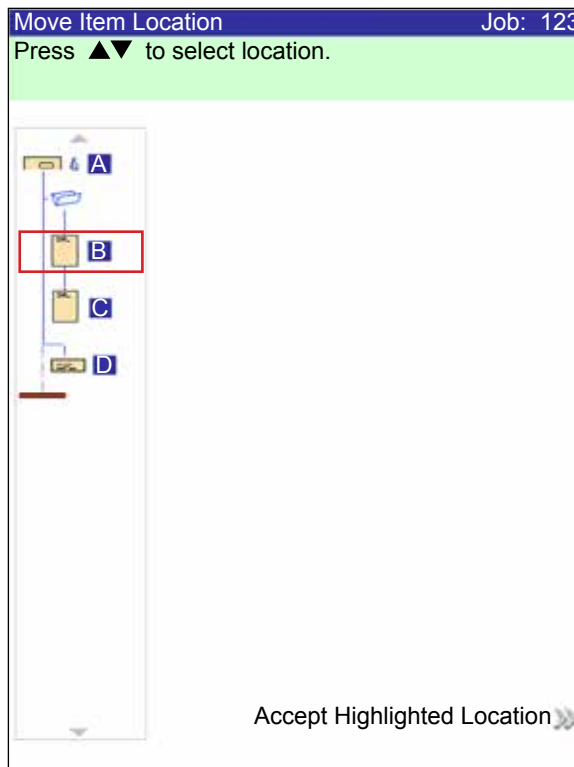 Move Item Location Job: 123
Press ▲▼ to select location.
A
B
C
D
Accept Highlighted Location